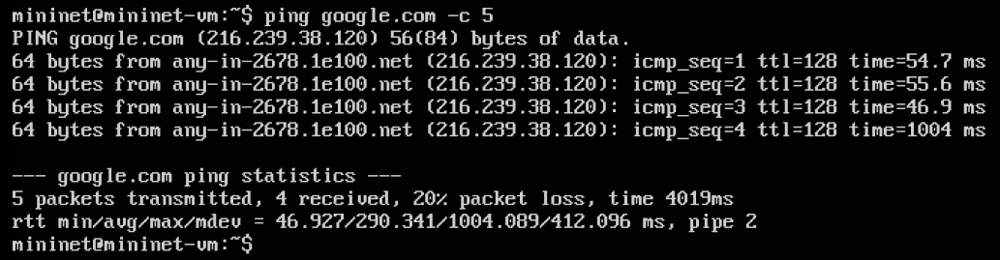 mininet@mininet-vm:~$ ping google.com -c 5
PING google.com (216.239.38.120) 56(84) bytes of data.
64 bytes from any-in-2678.1e100.net (216.239.38.120): icmp_seq=1 ttl=128 time=54.7 ms
64 bytes from any-in-2678.1e100.net (216.239.38.120): icmp_seq=2 ttl=128 time=55.6 ms
64 bytes from any-in-2678.1e100.net (216.239.38.120): icmp_seq=3 ttl=128 time=46.9 ms
64 bytes from any-in-2678.1e100.net (216.239.38.120): icmp_seq=4 ttl=128 time=1004 ms

--- google.com ping statistics ---
5 packets transmitted, 4 received, 20% packet loss, time 4019ms
rtt min/avg/max/mdev = 46.927/290.341/1004.089/412.096 ms, pipe 2
mininet@mininet-vm:~$